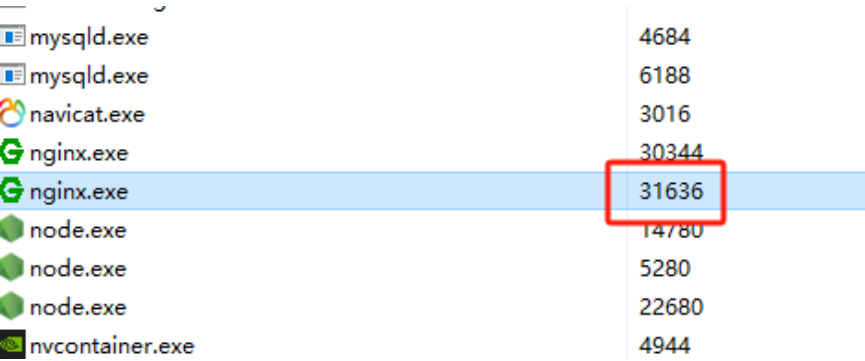 mysqld.exe 4684
mysqld.exe 6188
navicat.exe 3016
nginx.exe 30344
nginx.exe 31636
node.exe 14780
node.exe 5280
node.exe 22680
nvcontainer.exe 4944